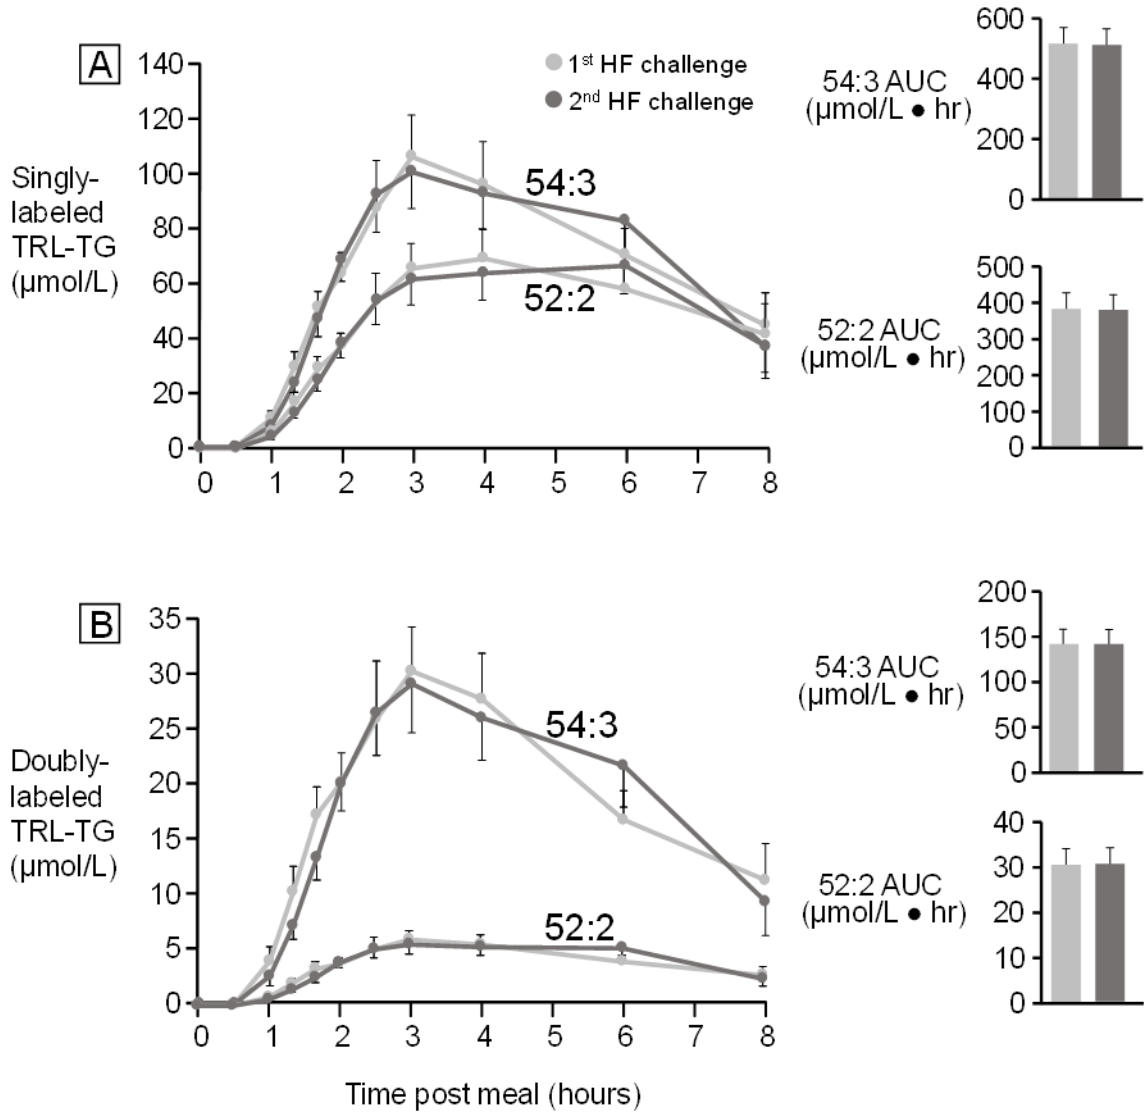 A
Singly-
labeled
TRL-TG
(µmol/L)
140
120
100
80
60
40
20
0
1st HF challenge
2nd HF challenge
54:3
52:2
0 1 2 3 4 5 6 7 8
54:3 AUC
(µmol/L ● hr)
600
400
200
0
52:2 AUC
(µmol/L ● hr)
500
400
300
200
100
0
B
Doubly-
labeled
TRL-TG
(µmol/L)
35
30
25
20
15
10
5
0
54:3
52:2
0 1 2 3 4 5 6 7 8
Time post meal (hours)
54:3 AUC
(µmol/L ● hr)
200
150
100
50
0
52:2 AUC
(µmol/L ● hr)
40
30
20
10
0